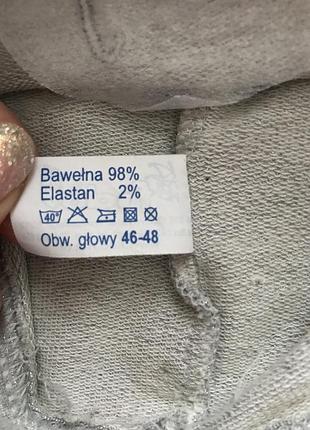 Bawełna 98%
Elastan 2%
40°
Obw. głowy 46-48